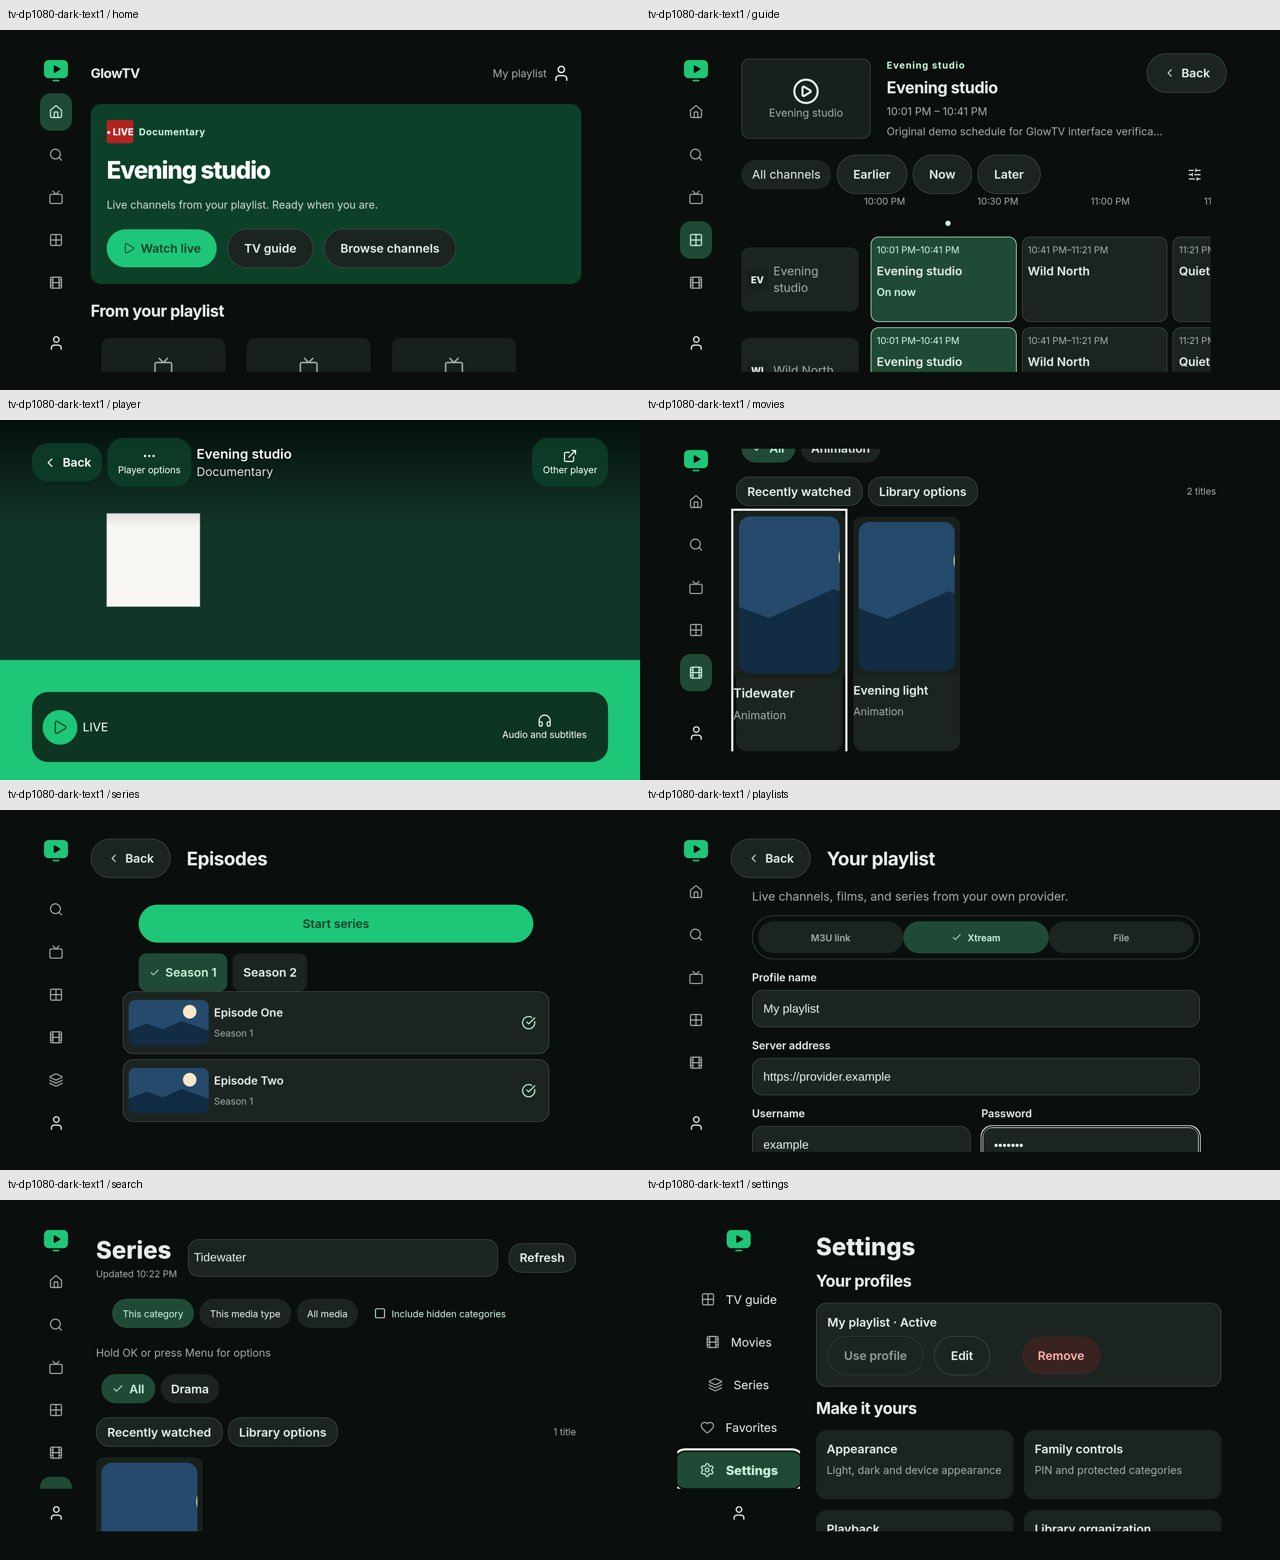 tv-dp1080-dark-text1 / home
GlowTV
My playlist
• LIVE Documentary
Evening studio
Live channels from your playlist. Ready when you are.
Watch live
TV guide
Browse channels
From your playlist
tv-dp1080-dark-text1 / guide
Evening studio
Evening studio
Evening studio
10:01 PM – 10:41 PM
Original demo schedule for GlowTV interface verifica...
Back
All channels
Earlier
Now
Later
10:00 PM
10:30 PM
11:00 PM
11
Evening studio
EV
10:01 PM–10:41 PM
Evening studio
On now
10:41 PM–11:21 PM
Wild North
11:21 P
Quiet
WI
Wild North
10:01 PM–10:41 PM
Evening studio
10:41 PM–11:21 PM
Wild North
11:21 P
Quiet
tv-dp1080-dark-text1 / player
Back
Player options
Evening studio
Documentary
Other player
LIVE
Audio and subtitles
tv-dp1080-dark-text1 / movies
All
Animation
Recently watched
Library options
2 titles
Tidewater
Animation
Evening light
Animation
tv-dp1080-dark-text1 / series
Back
Episodes
Start series
Season 1
Season 2
Episode One
Season 1
Episode Two
Season 1
tv-dp1080-dark-text1 / playlists
Back
Your playlist
Live channels, films, and series from your own provider.
M3U link
Xtream
File
Profile name
My playlist
Server address
https://provider.example
Username
Password
example
•••••••
tv-dp1080-dark-text1 / search
Series
Updated 10:22 PM
Tidewater
Refresh
This category
This media type
All media
Include hidden categories
Hold OK or press Menu for options
All
Drama
Recently watched
Library options
1 title
tv-dp1080-dark-text1 / settings
TV guide
Movies
Series
Favorites
Settings
Settings
Your profiles
My playlist · Active
Use profile
Edit
Remove
Make it yours
Appearance
Light, dark and device appearance
Family controls
PIN and protected categories
Playback
Library organization